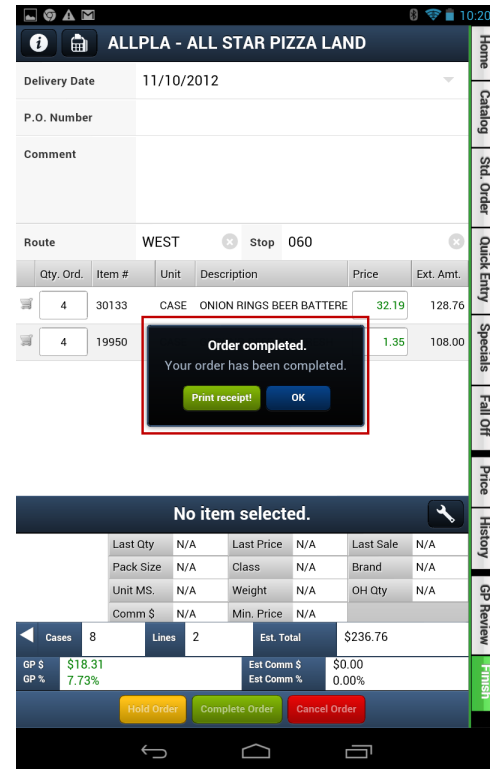 10:20
ALLPLA - ALL STAR PIZZA LAND
Delivery Date 11/10/2012
P.O. Number
Comment
Route WEST Stop 060
Qty. Ord. Item # Unit Description Price Ext. Amt.
4 30133 CASE ONION RINGS BEER BATTERE 32.19 128.76
4 19950 1.35 108.00
Order completed.
Your order has been completed.
Print receipt! OK
No item selected.
Last Qty N/A Last Price N/A Last Sale N/A
Pack Size N/A Class N/A Brand N/A
Unit MS. N/A Weight N/A OH Qty N/A
Comm $ N/A Min. Price N/A
Cases 8 Lines 2 Est. Total $236.76
GP $ $18.31 Est Comm $ $0.00
GP % 7.73% Est Comm % 0.00%
Hold Order Complete Order Cancel Order
Home
Catalog
Std. Order
Quick Entry
Specials
Fall Off
Price
History
GP Review
Finish